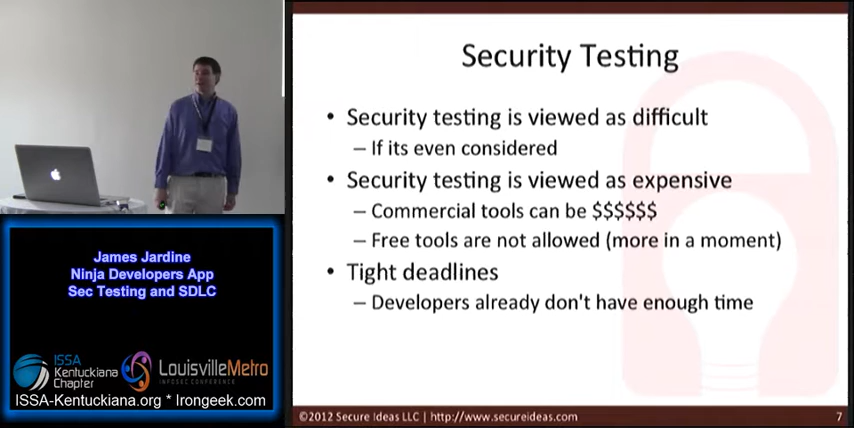 Security Testing
• Security testing is viewed as difficult
– If its even considered
• Security testing is viewed as expensive
– Commercial tools can be $$$$$$
– Free tools are not allowed (more in a moment)
• Tight deadlines
– Developers already don't have enough time
©2012 Secure Ideas LLC | http://www.secureideas.com
7
James Jardine
Ninja Developers App
Sec Testing and SDLC
ISSA
Kentuckiana
Chapter
LouisvilleMetro
INFOSEC CONFERENCE
ISSA-Kentuckiana.org * Irongeek.com